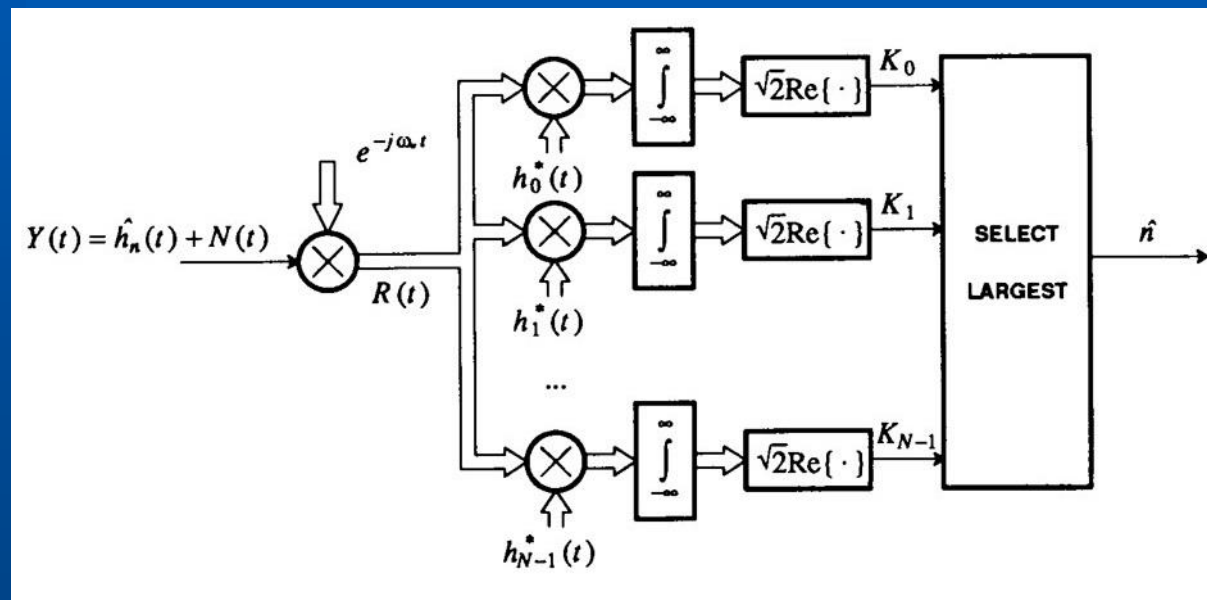 e^{-jω_c t}
Y(t) = ĥ_n(t) + N(t)
R(t)
h_0^*(t)
∞
∫
−∞
√2Re{ · }
K_0
h_1^*(t)
∞
∫
−∞
√2Re{ · }
K_1
...
h_{N−1}^*(t)
∞
∫
−∞
√2Re{ · }
K_{N−1}
SELECT
LARGEST
n̂